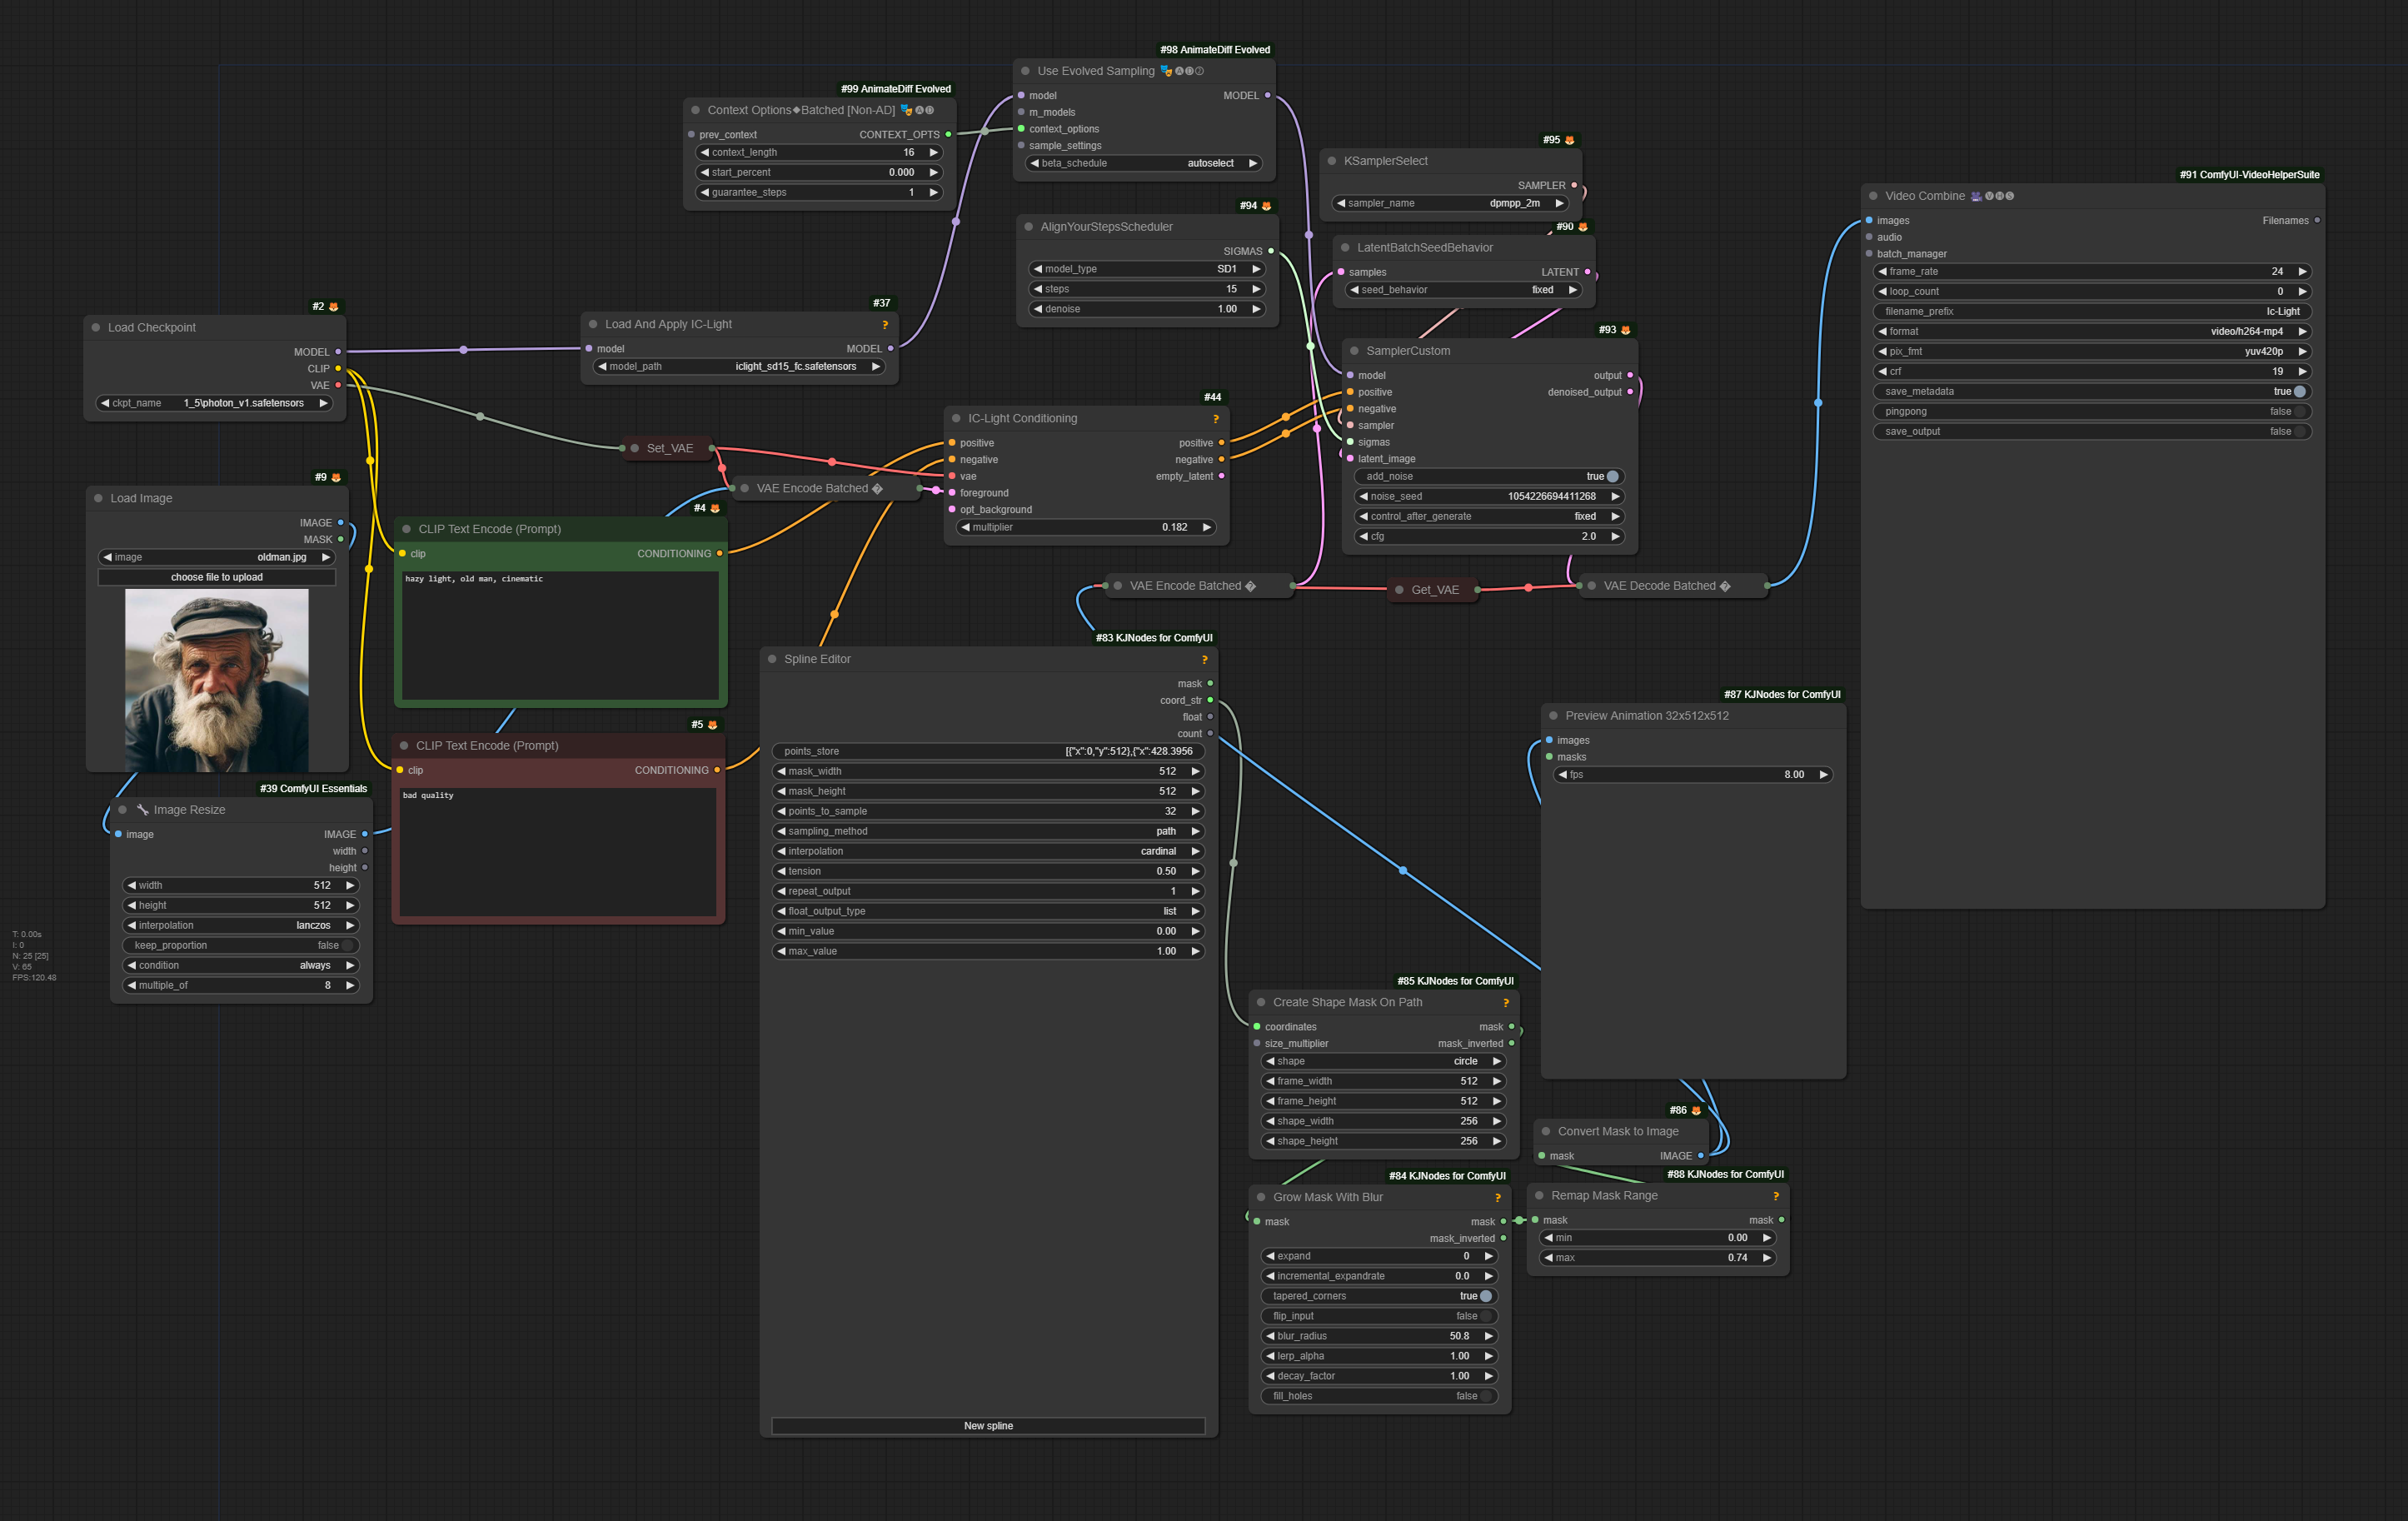 #98 AnimateDiff Evolved
Use Evolved Sampling
model MODEL
m_models
context_options
sample_settings
beta_schedule autoselect
#99 AnimateDiff Evolved
Context Options◆Batched [Non-AD]
prev_context CONTEXT_OPTS
context_length 16
start_percent 0.000
guarantee_steps 1
#95
KSamplerSelect
SAMPLER
sampler_name dpmpp_2m
#94
AlignYourStepsScheduler
SIGMAS
model_type SD1
steps 15
denoise 1.00
#90
LatentBatchSeedBehavior
samples LATENT
seed_behavior fixed
#91 ComfyUI-VideoHelperSuite
Video Combine
images Filenames
audio
batch_manager
frame_rate 24
loop_count 0
filename_prefix Ic-Light
format video/h264-mp4
pix_fmt yuv420p
crf 19
save_metadata true
pingpong false
save_output false
#2
Load Checkpoint
MODEL
CLIP
VAE
ckpt_name 1_5\photon_v1.safetensors
#37
Load And Apply IC-Light ?
model MODEL
model_path iclight_sd15_fc.safetensors
#93
SamplerCustom
model output
positive denoised_output
negative
sampler
sigmas
latent_image
add_noise true
noise_seed 1054226694411268
control_after_generate fixed
cfg 2.0
#44
IC-Light Conditioning ?
positive positive
negative negative
vae empty_latent
foreground
opt_background
multiplier 0.182
Set_VAE
VAE Encode Batched �
#9
Load Image
IMAGE
MASK
image oldman.jpg
choose file to upload
#4
CLIP Text Encode (Prompt)
clip CONDITIONING
hazy light, old man, cinematic
VAE Encode Batched �
Get_VAE
VAE Decode Batched �
#5
CLIP Text Encode (Prompt)
clip CONDITIONING
bad quality
#39 ComfyUI Essentials
Image Resize
image IMAGE
width
height
width 512
height 512
interpolation lanczos
keep_proportion false
condition always
multiple_of 8
T: 0.00s
I: 0
N: 25 [25]
V: 65
FPS:120.48
#83 KJNodes for ComfyUI
Spline Editor ?
mask
coord_str
float
count
points_store [{"x":0,"y":512},{"x":428.3956
mask_width 512
mask_height 512
points_to_sample 32
sampling_method path
interpolation cardinal
tension 0.50
repeat_output 1
float_output_type list
min_value 0.00
max_value 1.00
New spline
#87 KJNodes for ComfyUI
Preview Animation 32x512x512
images
masks
fps 8.00
#85 KJNodes for ComfyUI
Create Shape Mask On Path ?
coordinates mask
size_multiplier mask_inverted
shape circle
frame_width 512
frame_height 512
shape_width 256
shape_height 256
#86
Convert Mask to Image
mask IMAGE
#84 KJNodes for ComfyUI
Grow Mask With Blur ?
mask mask
mask_inverted
expand 0
incremental_expandrate 0.0
tapered_corners true
flip_input false
blur_radius 50.8
lerp_alpha 1.00
decay_factor 1.00
fill_holes false
#88 KJNodes for ComfyUI
Remap Mask Range ?
mask mask
min 0.00
max 0.74